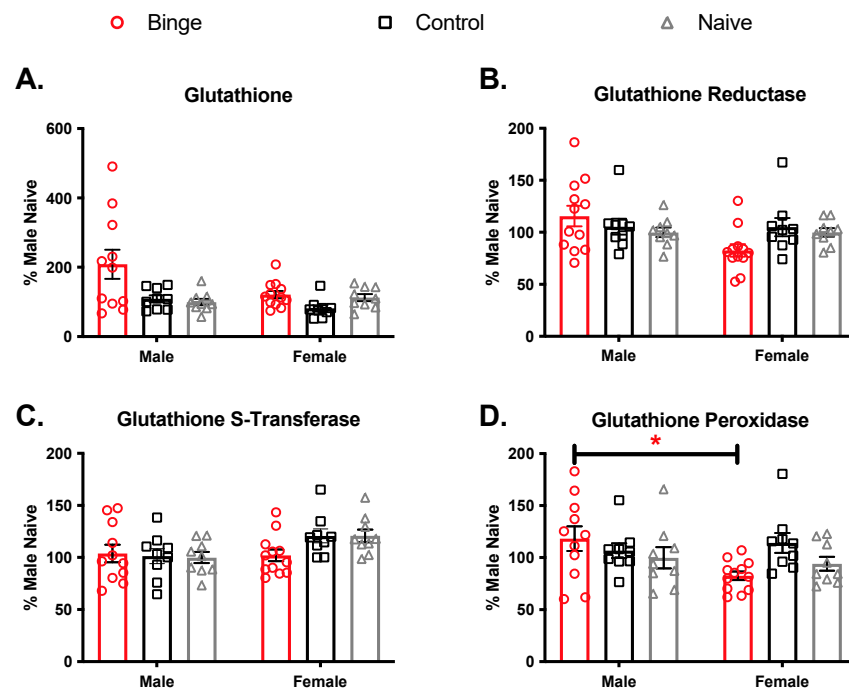 Binge Control Naive
A.
Glutathione
% Male Naive
600
400
200
0
Male Female
B.
Glutathione Reductase
% Male Naive
200
150
100
50
0
Male Female
C.
Glutathione S-Transferase
% Male Naive
200
150
100
50
0
Male Female
D.
Glutathione Peroxidase
*
% Male Naive
200
150
100
50
0
Male Female